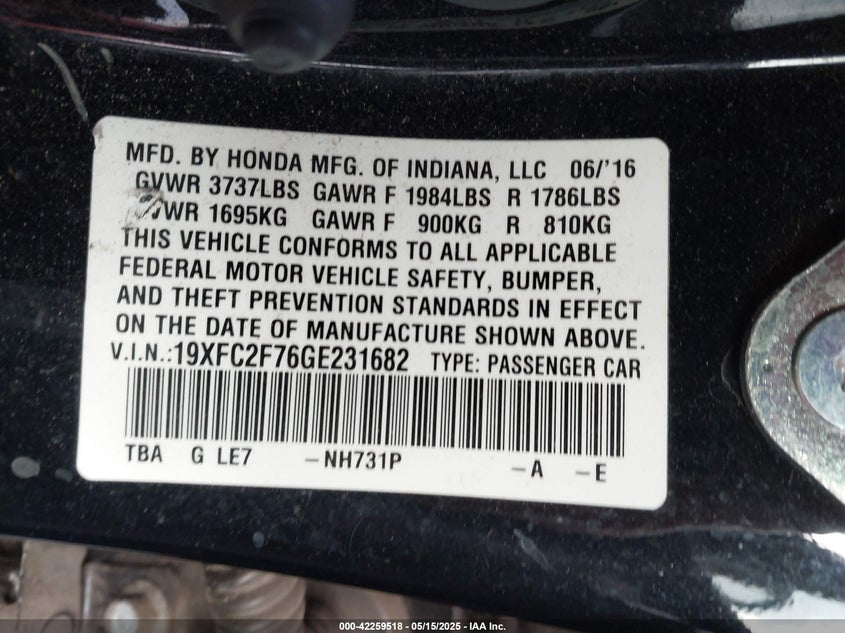 MFD. BY HONDA MFG. OF INDIANA, LLC 06/'16
GVWR 3737LBS GAWR F 1984LBS R 1786LBS
GVWR 1695KG GAWR F 900KG R 810KG
THIS VEHICLE CONFORMS TO ALL APPLICABLE
FEDERAL MOTOR VEHICLE SAFETY, BUMPER,
AND THEFT PREVENTION STANDARDS IN EFFECT
ON THE DATE OF MANUFACTURE SHOWN ABOVE.
V.I.N.:19XFC2F76GE231682 TYPE: PASSENGER CAR
TBA G LE7 –NH731P –A –E
000-42259518 - 05/15/2025 - IAA Inc.